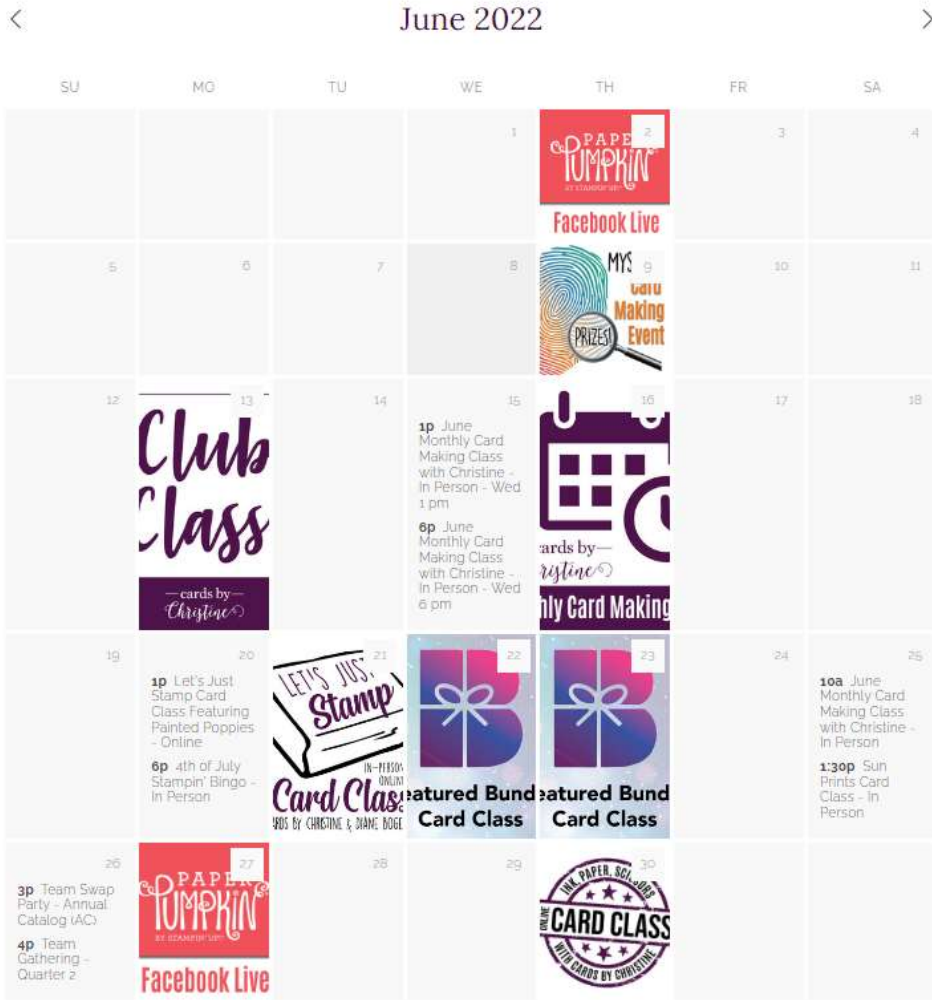 June 2022
SU MO TU WE TH FR SA
1 2 3 4
PAPE
PUMPKIN
BY STAMPIN' UP!
Facebook Live
5 6 7 8 9 10 11
MYS
Card
Making
Event
PRIZES!
12 13 14 15 16 17 18
Club
Class
cards by
Christine
1p June
Monthly Card
Making Class
with Christine -
In Person - Wed
1 pm
6p June
Monthly Card
Making Class
with Christine -
In Person - Wed
6 pm
ards by
ristine
hly Card Making
19 20 21 22 23 24 25
1p Let's Just
Stamp Card
Class Featuring
Painted Poppies
- Online
6p 4th of July
Stampin' Bingo -
In Person
LET'S JUST
Stamp
IN-PERSON
ONLINE
Card Class
RDS BY CHRISTINE & DIANE BOGE
B
eatured Bund
Card Class
B
eatured Bund
Card Class
10a June
Monthly Card
Making Class
with Christine -
In Person
1:30p Sun
Prints Card
Class - In
Person
26 27 28 29 30
3p Team Swap
Party - Annual
Catalog (AC)
4p Team
Gathering -
Quarter 2
PAPER
PUMPKIN
BY STAMPIN' UP!
Facebook Live
INK, PAPER, SCISSORS
ONLINE
CARD CLASS
WITH CARDS BY CHRISTINE